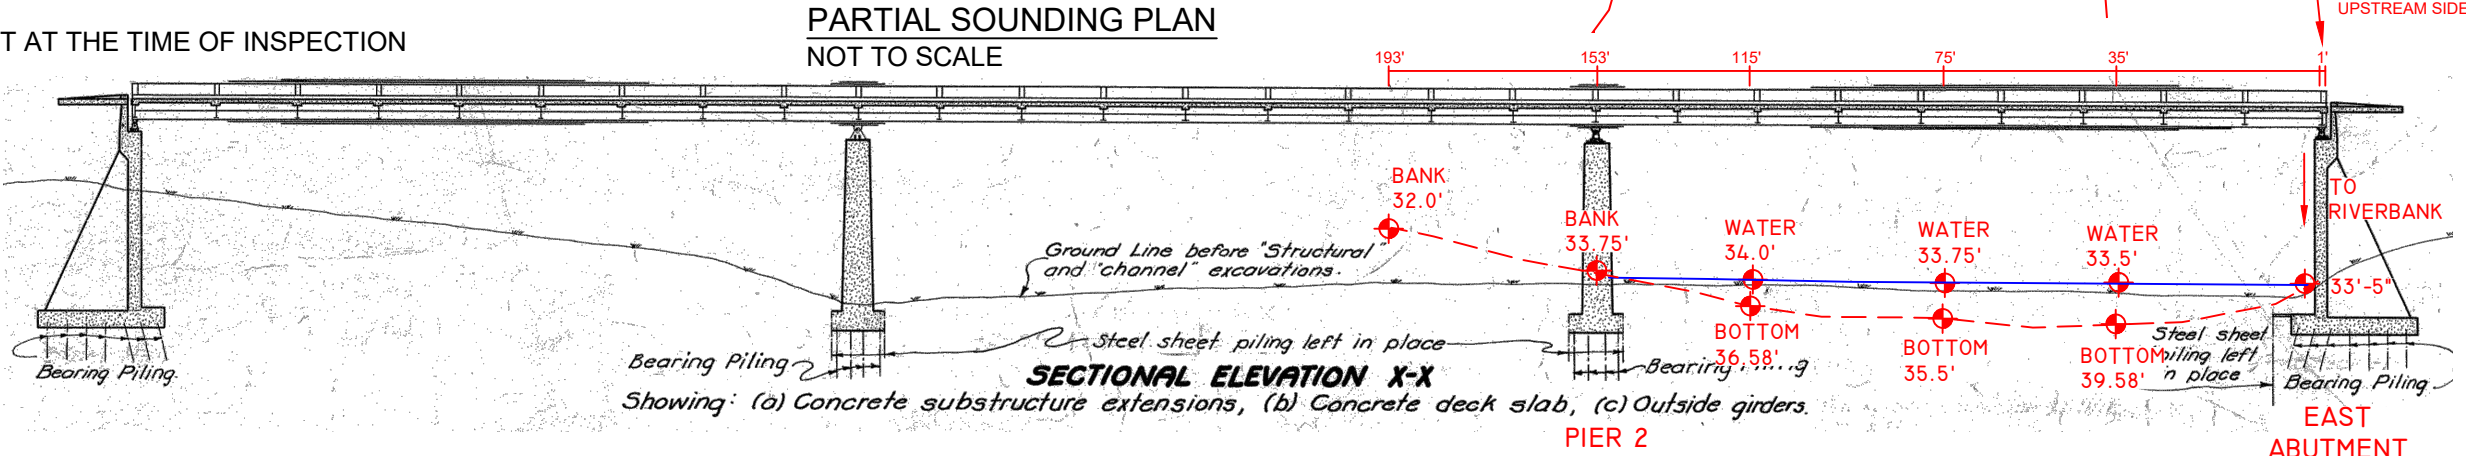 UPSTREAM SIDE
PARTIAL SOUNDING PLAN
T AT THE TIME OF INSPECTION
NOT TO SCALE
193'
153'
115'
75'
35'
1'
BANK
32.0'
BANK
33.75'
WATER
34.0'
WATER
33.75'
WATER
33.5'
TO
RIVERBANK
33'-5"
Ground Line before "Structural"
and "channel" excavations.
BOTTOM
36.58'
BOTTOM
35.5'
BOTTOM
39.58'
Steel sheet
piling left
in place
Steel sheet piling left in place
Bearing Piling
Bearing Piling
Bearing
Bearing Piling
SECTIONAL ELEVATION X-X
Showing: (a) Concrete substructure extensions, (b) Concrete deck slab, (c) Outside girders.
PIER 2
EAST
ABUTMENT